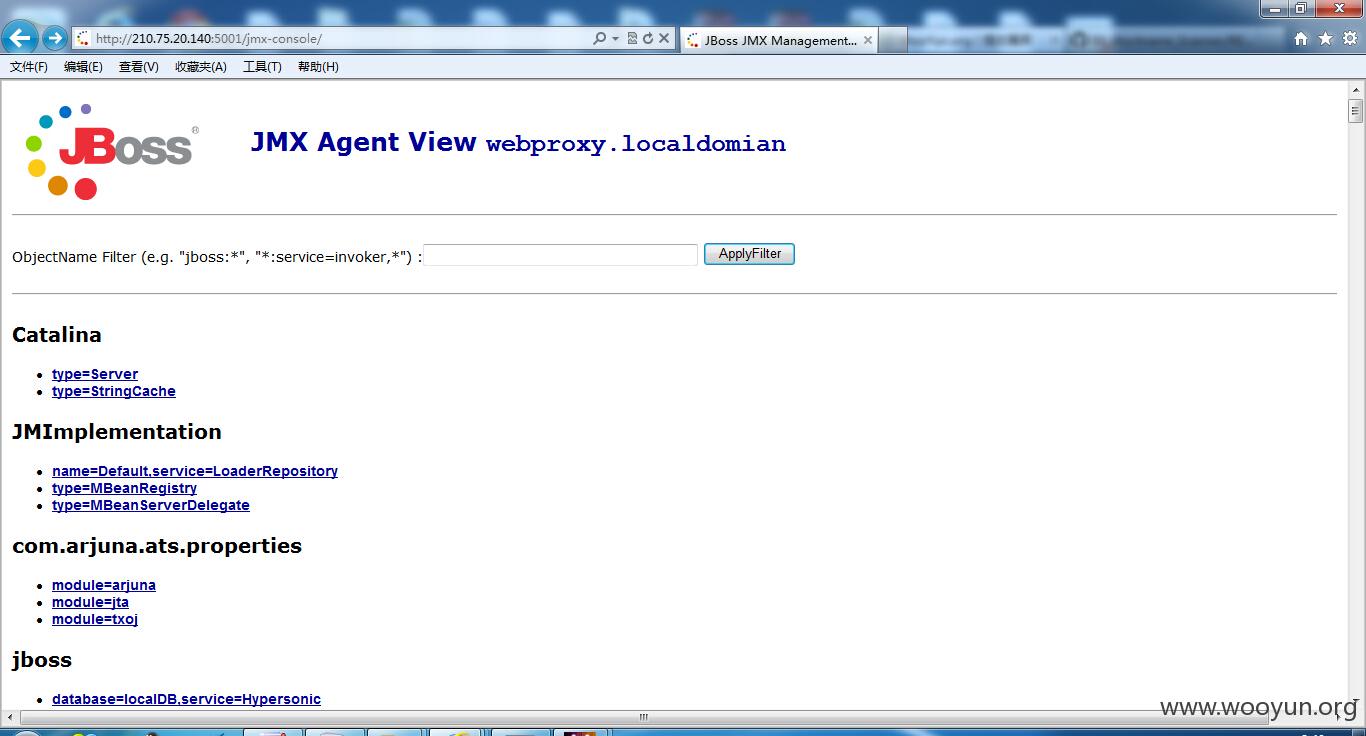 http://210.75.20.140:5001/jmx-console/
JBoss JMX Management...
文件(F) 编辑(E) 查看(V) 收藏夹(A) 工具(T) 帮助(H)
JBoss®
JMX Agent View webproxy.localdomian
ObjectName Filter (e.g. "jboss:*", "*:service=invoker,*") :
ApplyFilter
Catalina
type=Server
type=StringCache
JMImplementation
name=Default,service=LoaderRepository
type=MBeanRegistry
type=MBeanServerDelegate
com.arjuna.ats.properties
module=arjuna
module=jta
module=txoj
jboss
database=localDB,service=Hypersonic
www.wooyun.org